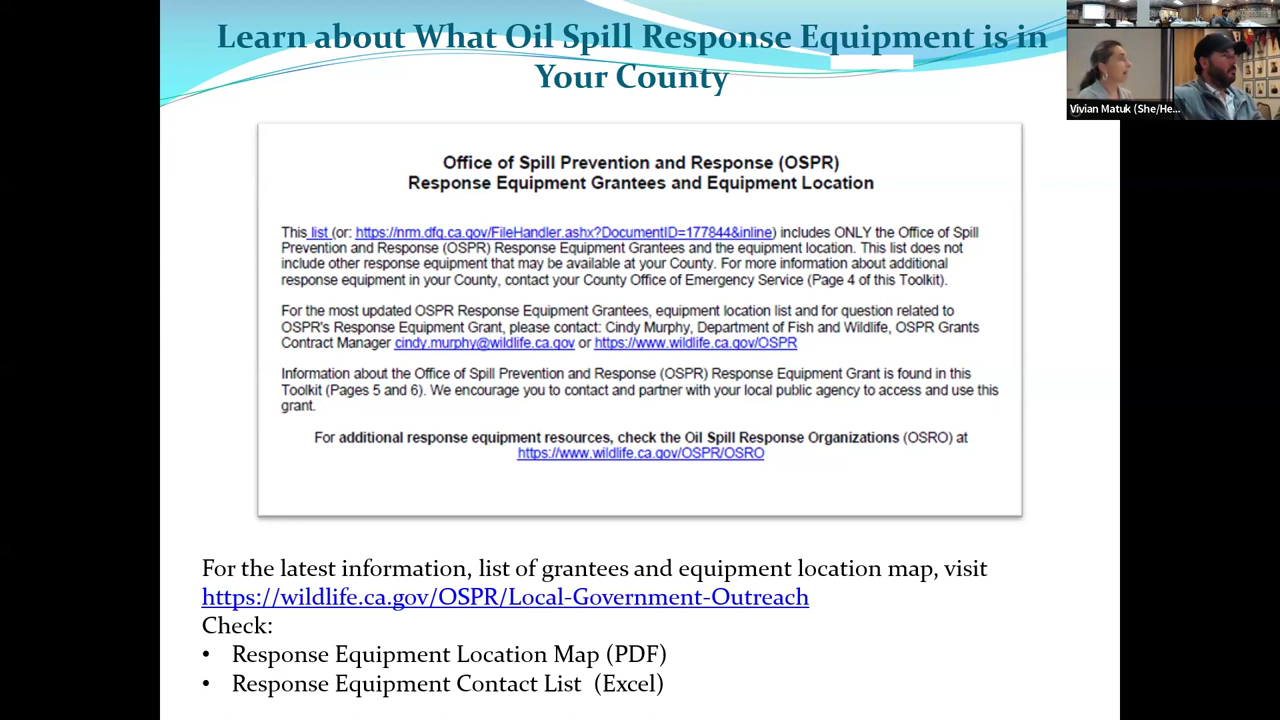 Learn about What Oil Spill Response Equipment is in
Your County
Vivian Matuk (She/He...
Office of Spill Prevention and Response (OSPR)
Response Equipment Grantees and Equipment Location
This list (or: https://nrm.dfg.ca.gov/FileHandler.ashx?DocumentID=177844&inline) includes ONLY the Office of Spill
Prevention and Response (OSPR) Response Equipment Grantees and the equipment location. This list does not
include other response equipment that may be available at your County. For more information about additional
response equipment in your County, contact your County Office of Emergency Service (Page 4 of this Toolkit).
For the most updated OSPR Response Equipment Grantees, equipment location list and for question related to
OSPR's Response Equipment Grant, please contact: Cindy Murphy, Department of Fish and Wildlife, OSPR Grants
Contract Manager cindy.murphy@wildlife.ca.gov or https://www.wildlife.ca.gov/OSPR
Information about the Office of Spill Prevention and Response (OSPR) Response Equipment Grant is found in this
Toolkit (Pages 5 and 6). We encourage you to contact and partner with your local public agency to access and use this
grant.
For additional response equipment resources, check the Oil Spill Response Organizations (OSRO) at
https://www.wildlife.ca.gov/OSPR/OSRO
For the latest information, list of grantees and equipment location map, visit
https://wildlife.ca.gov/OSPR/Local-Government-Outreach
Check:
• Response Equipment Location Map (PDF)
• Response Equipment Contact List (Excel)